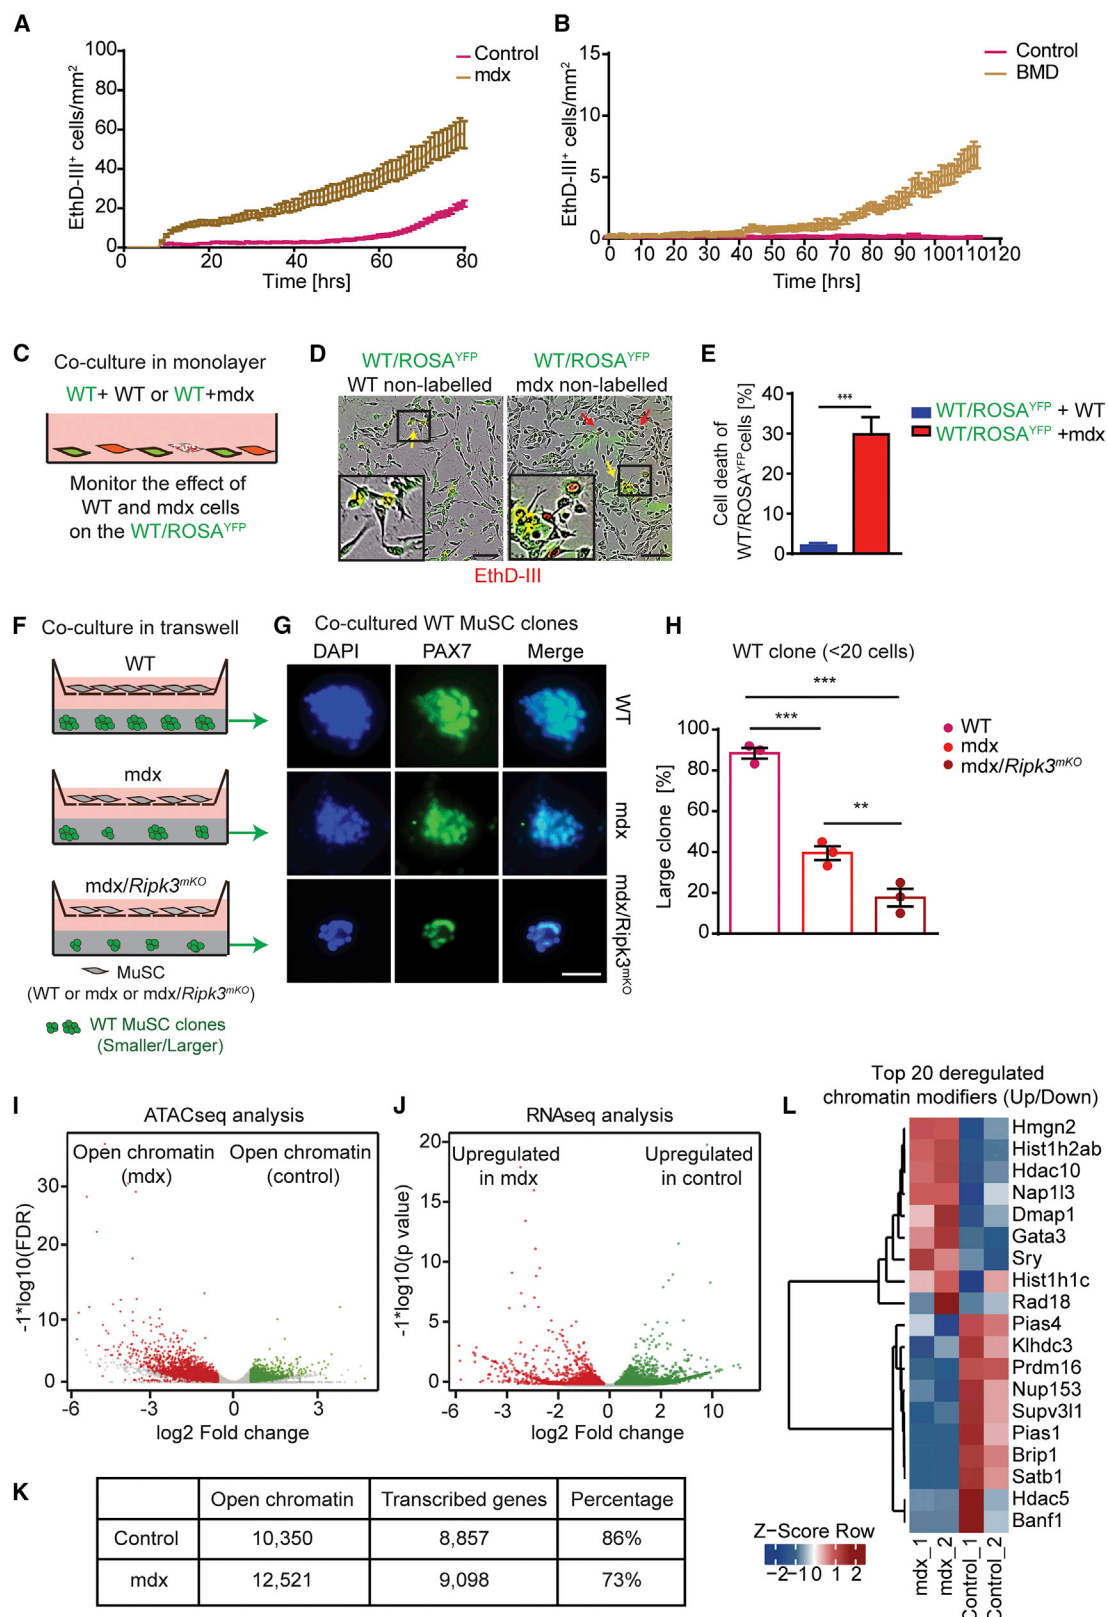 A
100
80
60
40
20
0
EthD-III+ cells/mm2
Control
mdx
0 20 40 60 80
Time [hrs]
B
15
10
5
0
EthD-III+ cells/mm2
Control
BMD
0 10 20 30 40 50 60 70 80 90 100 110 120
Time [hrs]
C
Co-culture in monolayer
WT+ WT or WT+mdx
Monitor the effect of
WT and mdx cells
on the WT/ROSAYFP
D
WT/ROSAYFP
WT non-labelled
WT/ROSAYFP
mdx non-labelled
EthD-III
E
Cell death of
WT/ROSAYFPcells [%]
40
30
20
10
0
***
WT/ROSAYFP + WT
WT/ROSAYFP +mdx
F
Co-culture in transwell
WT
mdx
mdx/Ripk3mKO
MuSC
(WT or mdx or mdx/Ripk3mKO)
WT MuSC clones
(Smaller/Larger)
G
Co-cultured WT MuSC clones
DAPI PAX7 Merge
WT
mdx
mdx/Ripk3mKO
H
WT clone (<20 cells)
***
***
**
Large clone [%]
100
80
60
40
20
0
WT
mdx
mdx/Ripk3mKO
I
ATACseq analysis
Open chromatin
(mdx)
Open chromatin
(control)
-1*log10(FDR)
30
20
10
0
-6 -3 0 3
log2 Fold change
J
RNAseq analysis
Upregulated
in mdx
Upregulated
in control
-1*log10(p value)
20
15
10
5
0
-6 -3 -2 0 2 10
log2 Fold change
K
Open chromatin Transcribed genes Percentage
Control 10,350 8,857 86%
mdx 12,521 9,098 73%
L
Top 20 deregulated
chromatin modifiers (Up/Down)
Hmgn2
Hist1h2ab
Hdac10
Nap1l3
Dmap1
Gata3
Sry
Hist1h1c
Rad18
Pias4
Klhdc3
Prdm16
Nup153
Supv3l1
Pias1
Brip1
Satb1
Hdac5
Banf1
Z-Score Row
-2 -1 0 1 2
mdx_1
mdx_2
Control_1
Control_2